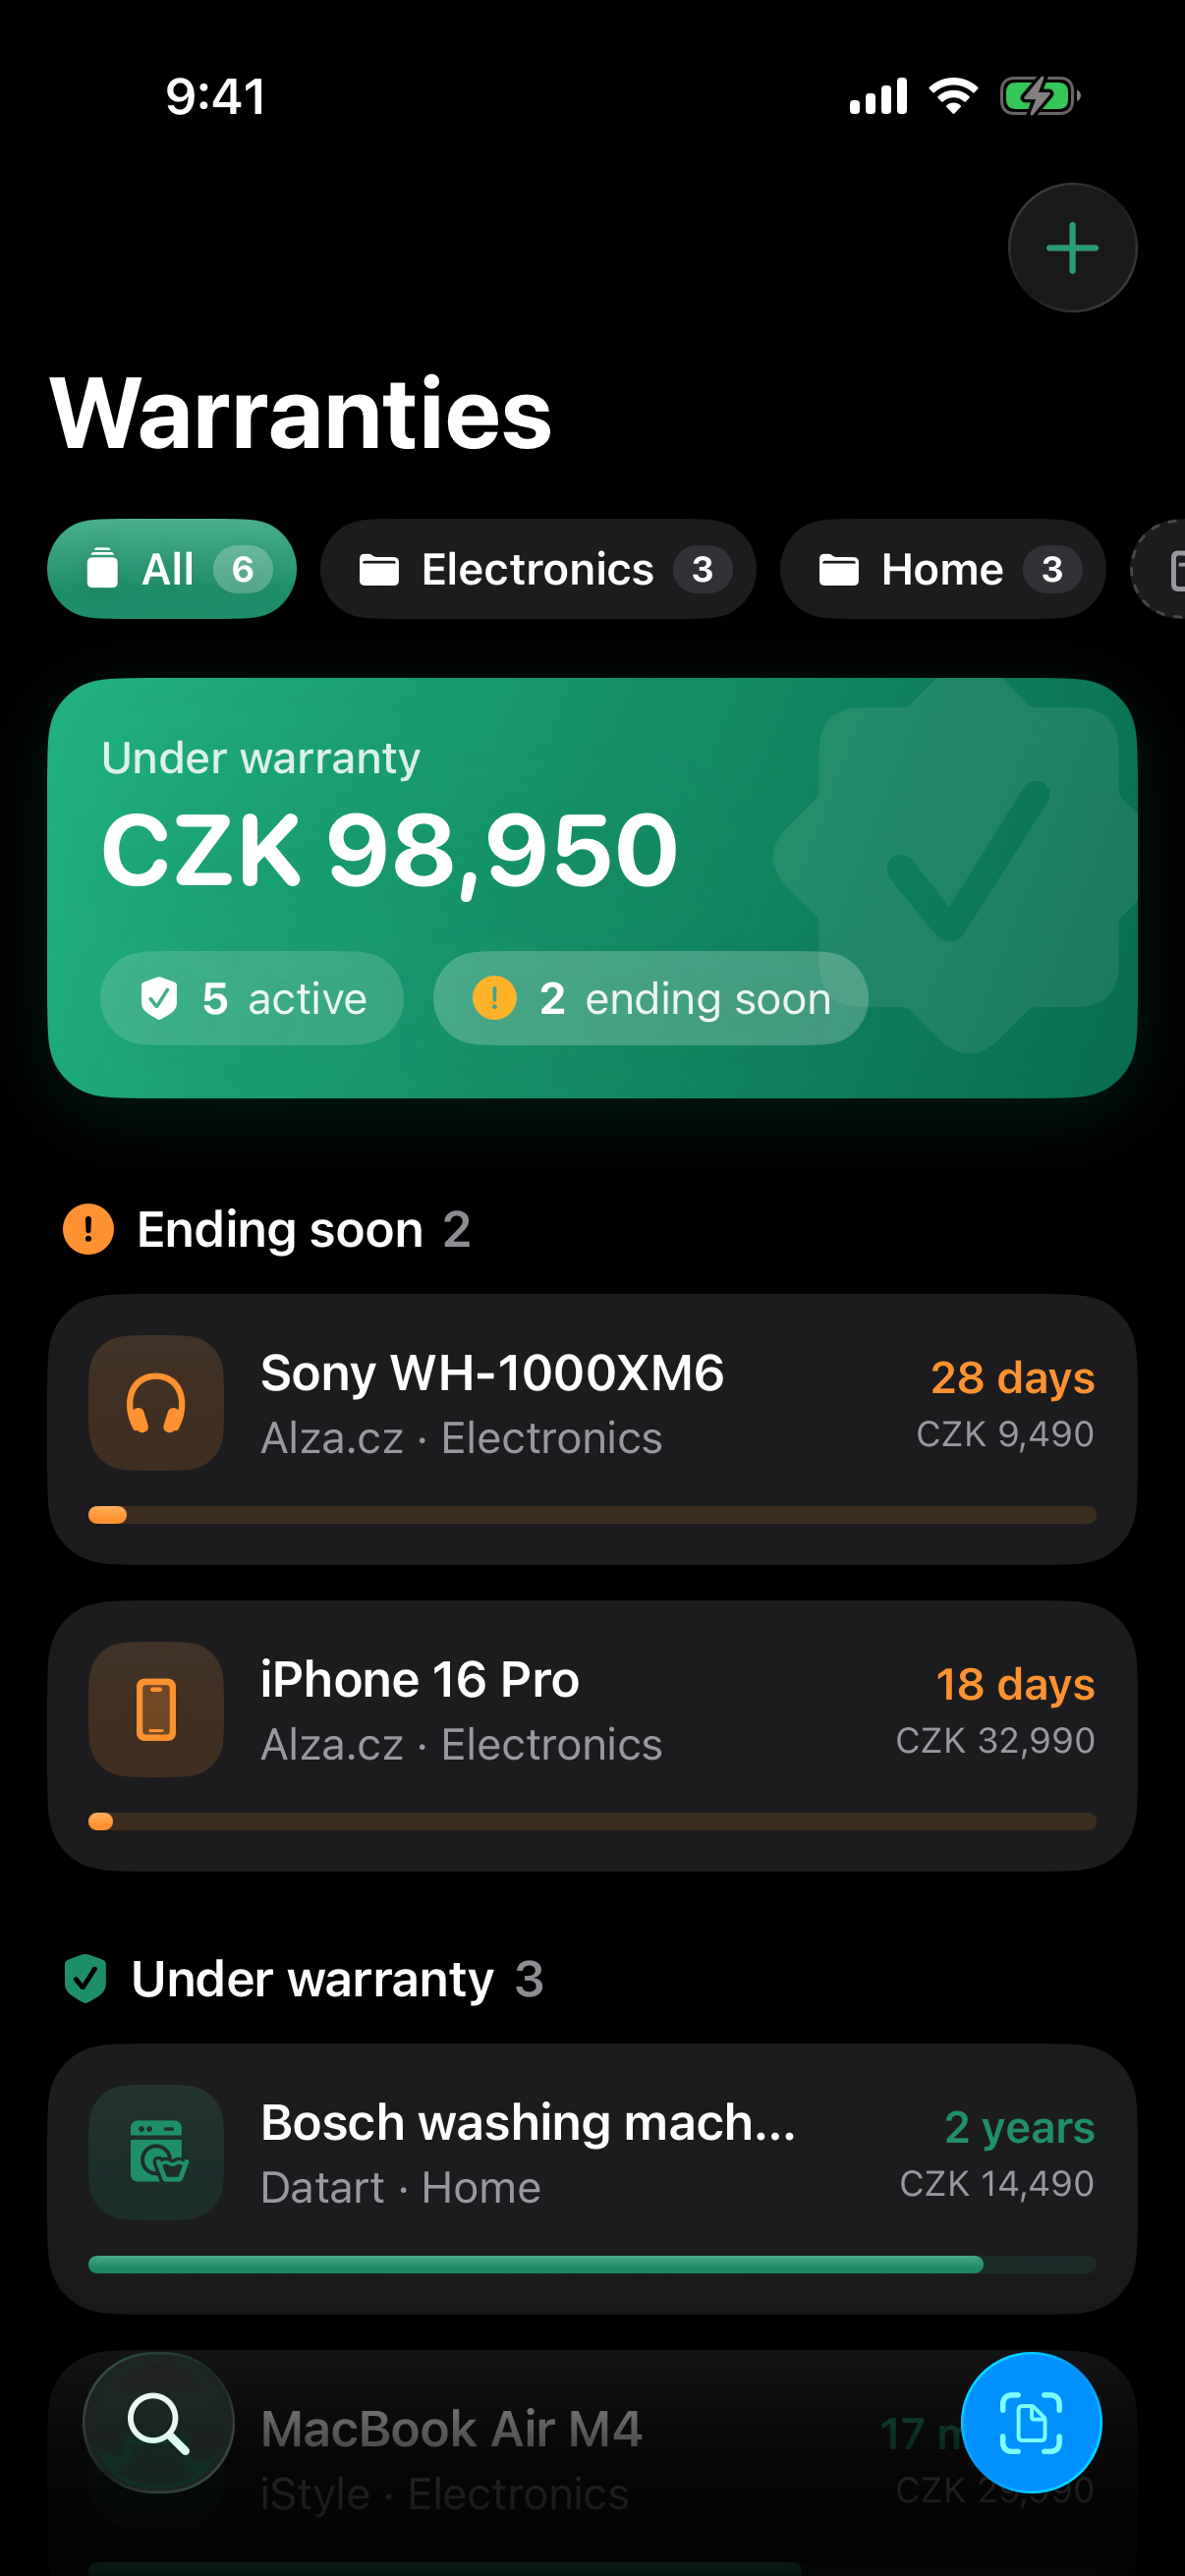 9:41
Warranties
All 6 Electronics 3 Home 3
Under warranty
CZK 98,950
5 active 2 ending soon
Ending soon 2
Sony WH-1000XM6
28 days
Alza.cz · Electronics
CZK 9,490
iPhone 16 Pro
18 days
Alza.cz · Electronics
CZK 32,990
Under warranty 3
Bosch washing mach...
2 years
Datart · Home
CZK 14,490
MacBook Air M4
17
iStyle · Electronics
CZK